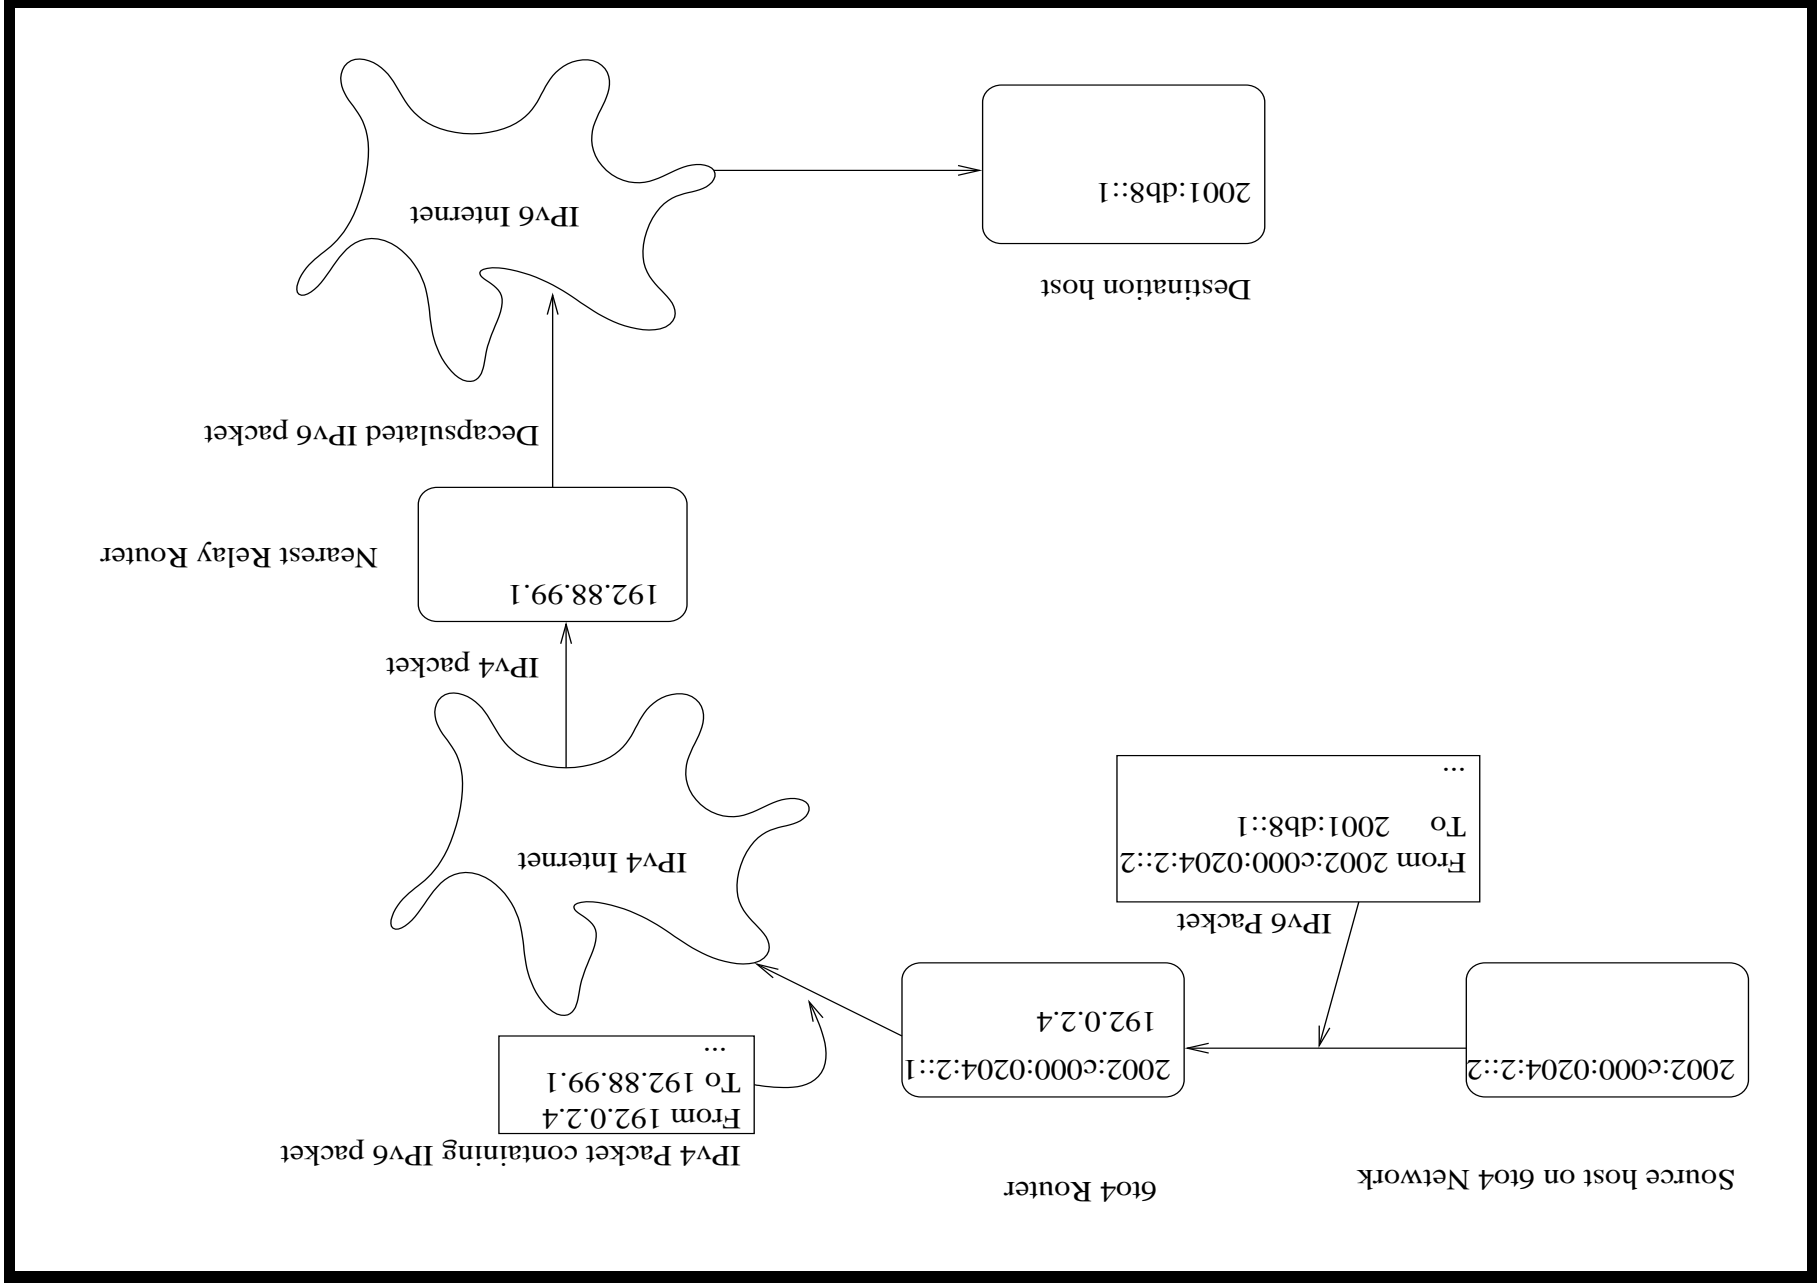 Source host on 6to4 Network
2002:c000:0204:2::2
6to4 Router
2002:c000:0204:2::1
192.0.2.4
IPv4 Packet containing IPv6 packet
From 192.0.2.4
To 192.88.99.1
...
IPv6 Packet
From 2002:c000:0204:2::2
To 2001:db8::1
...
IPv4 Internet
IPv4 packet
192.88.99.1
Nearest Relay Router
Decapsulated IPv6 packet
IPv6 Internet
Destination host
2001:db8::1